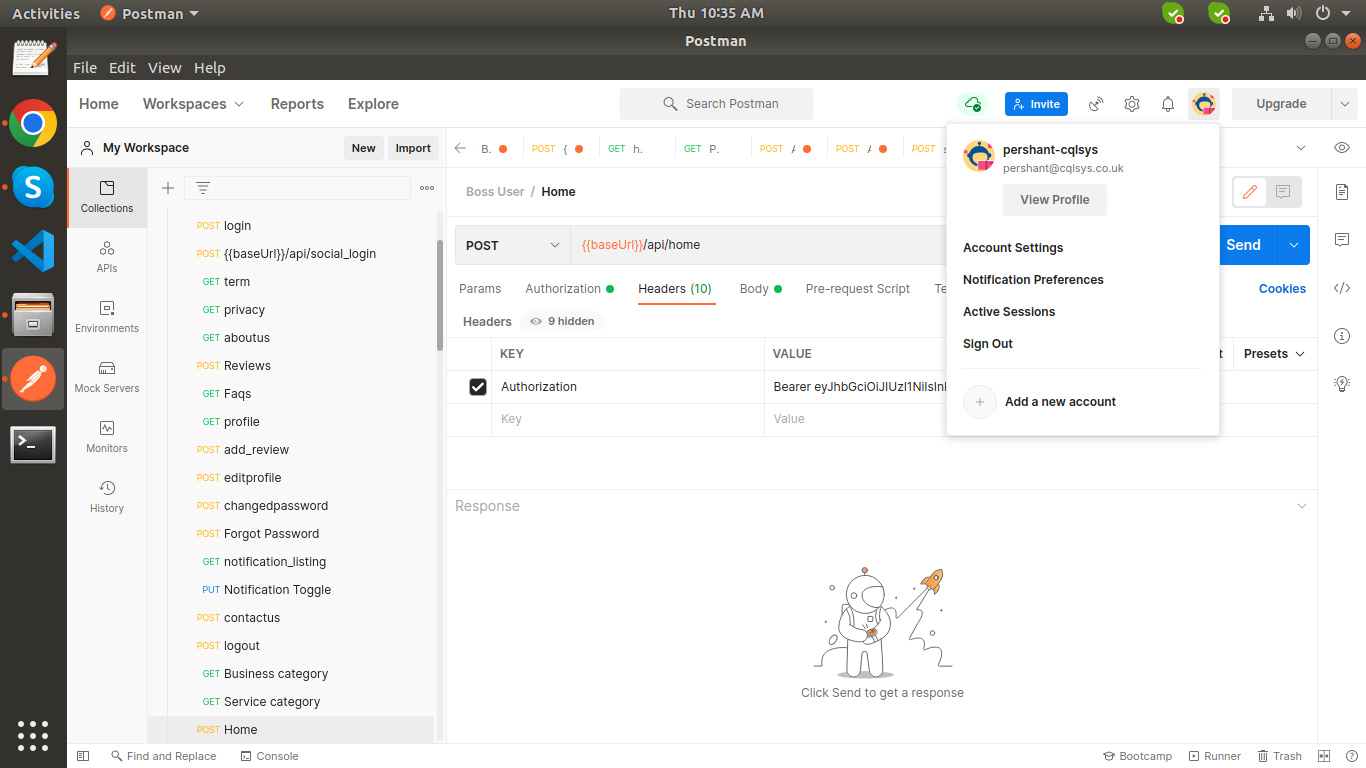 Activities Postman Thu 10:35 AM
Postman
File Edit View Help
Home Workspaces Reports Explore Search Postman Invite Upgrade
My Workspace New Import
B. POST { GET h. GET P. POST POST POST
Collections
APIs
Environments
Mock Servers
Monitors
History
POST login
POST {{baseUrl}}/api/social_login
GET term
GET privacy
GET aboutus
POST Reviews
GET Faqs
GET profile
POST add_review
POST editprofile
POST changedpassword
POST Forgot Password
GET notification_listing
PUT Notification Toggle
POST contactus
POST logout
GET Business category
GET Service category
POST Home
Boss User / Home
POST {{baseUrl}}/api/home Send
Params Authorization Headers (10) Body Pre-request Script Te Cookies
Headers 9 hidden
KEY VALUE t Presets
Authorization Bearer
Key Value
Response
Click Send to get a response
pershant-cqlsys
pershant@cqlsys.co.uk
View Profile
Account Settings
Notification Preferences
Active Sessions
Sign Out
+ Add a new account
Find and Replace Console Bootcamp Runner Trash